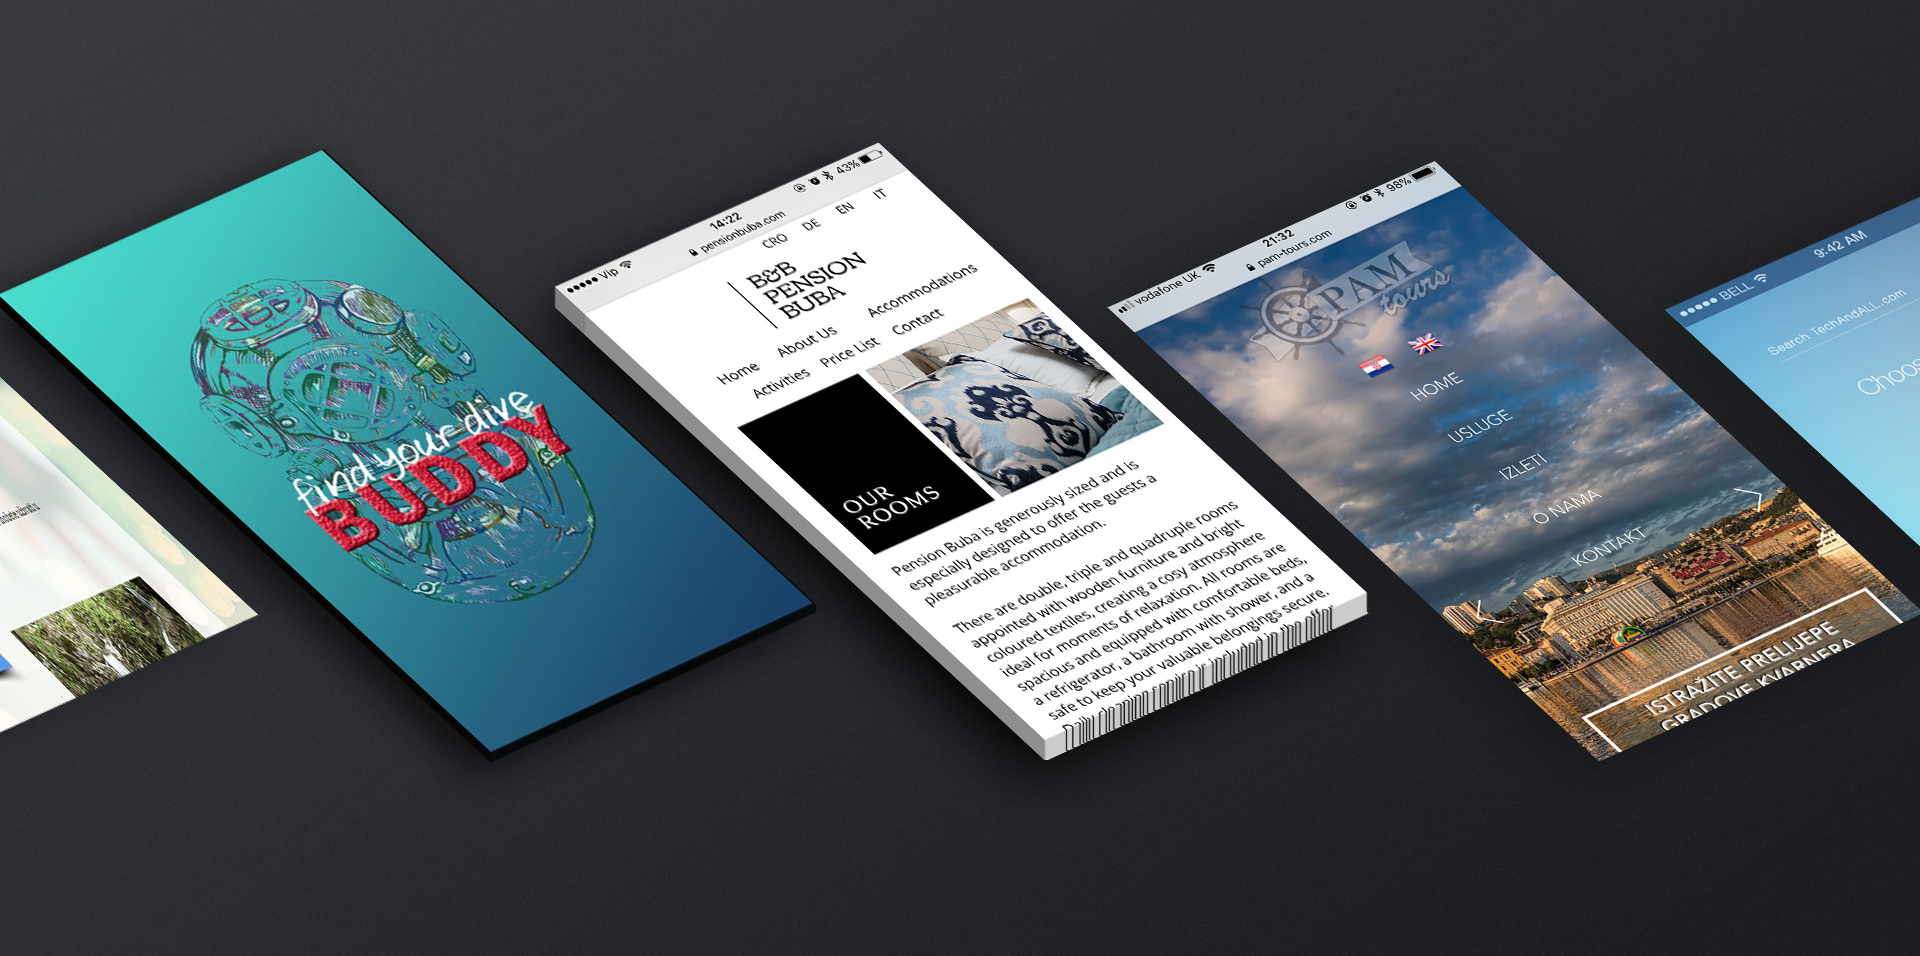 find your dive
BUDDY
Vip
14:22
43%
pensionbuba.com
CRO DE EN IT
B&B
PENSION
BUBA
Home About Us Accommodations
Activities Price List Contact
OUR
ROOMS
Pension Buba is generously sized and is
especially designed to offer the guests a
pleasurable accommodation.
There are double, triple and quadruple rooms
appointed with wooden furniture and bright
coloured textiles, creating a cosy atmosphere
ideal for moments of relaxation. All rooms are
spacious and equipped with comfortable beds,
a refrigerator, a bathroom with shower, and a
safe to keep your valuable belongings secure.
vodafone UK
21:32
98%
pam-tours.com
PAM
tours
HOME
USLUGE
IZLETI
O NAMA
KONTAKT
ISTRAŽITE PRELIJEPE
GRADOVE KVARNERA
BELL
9:42 AM
Search TechAndALL.com